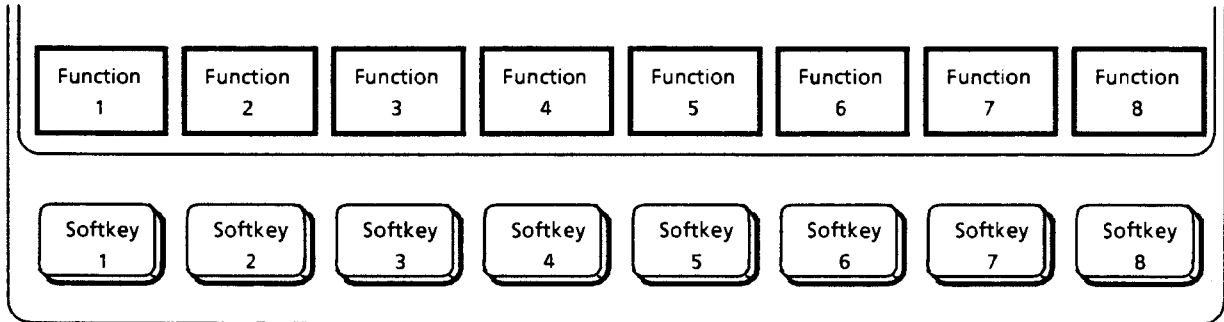 Function Function Function Function Function Function Function Function
1 2 3 4 5 6 7 8
Softkey Softkey Softkey Softkey Softkey Softkey Softkey Softkey
1 2 3 4 5 6 7 8